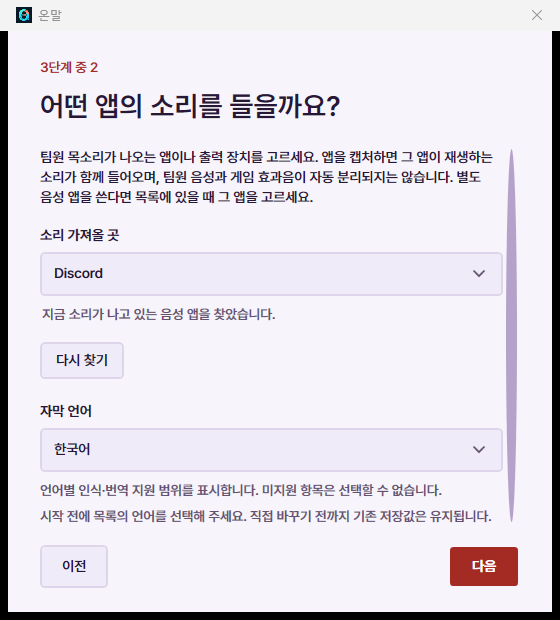 온말
3단계 중 2
어떤 앱의 소리를 들을까요?
팀원 목소리가 나오는 앱이나 출력 장치를 고르세요. 앱을 캡처하면 그 앱이 재생하는
소리가 함께 들어오며, 팀원 음성과 게임 효과음이 자동 분리되지는 않습니다. 별도
음성 앱을 쓴다면 목록에 있을 때 그 앱을 고르세요.
소리 가져올 곳
Discord
지금 소리가 나고 있는 음성 앱을 찾았습니다.
다시 찾기
자막 언어
한국어
언어별 인식·번역 지원 범위를 표시합니다. 미지원 항목은 선택할 수 없습니다.
시작 전에 목록의 언어를 선택해 주세요. 직접 바꾸기 전까지 기존 저장값은 유지됩니다.
이전
다음